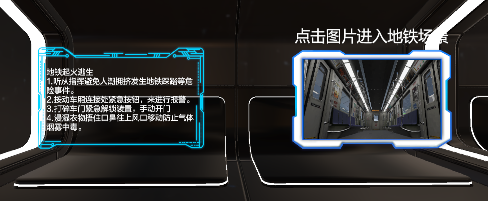 点击图片进入地铁场景
地铁起火逃生
1.听从指挥避免人员拥挤发生地铁踩踏等危
险事件。
2.按动车厢连接处紧急按钮，来进行报警。
3.打破车门紧急解锁装置，手动开门
4.浸湿衣物捂住口鼻往上风口移动防止气体
烟雾中毒。